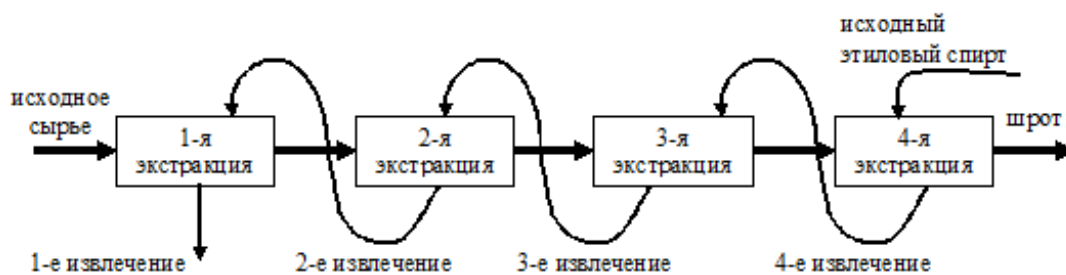 исходный
этиловый спирт
исходное
сырье
1-я
экстракция
2-я
экстракция
3-я
экстракция
4-я
экстракция
шрот
1-е извлечение
2-е извлечение
3-е извлечение
4-е извлечение